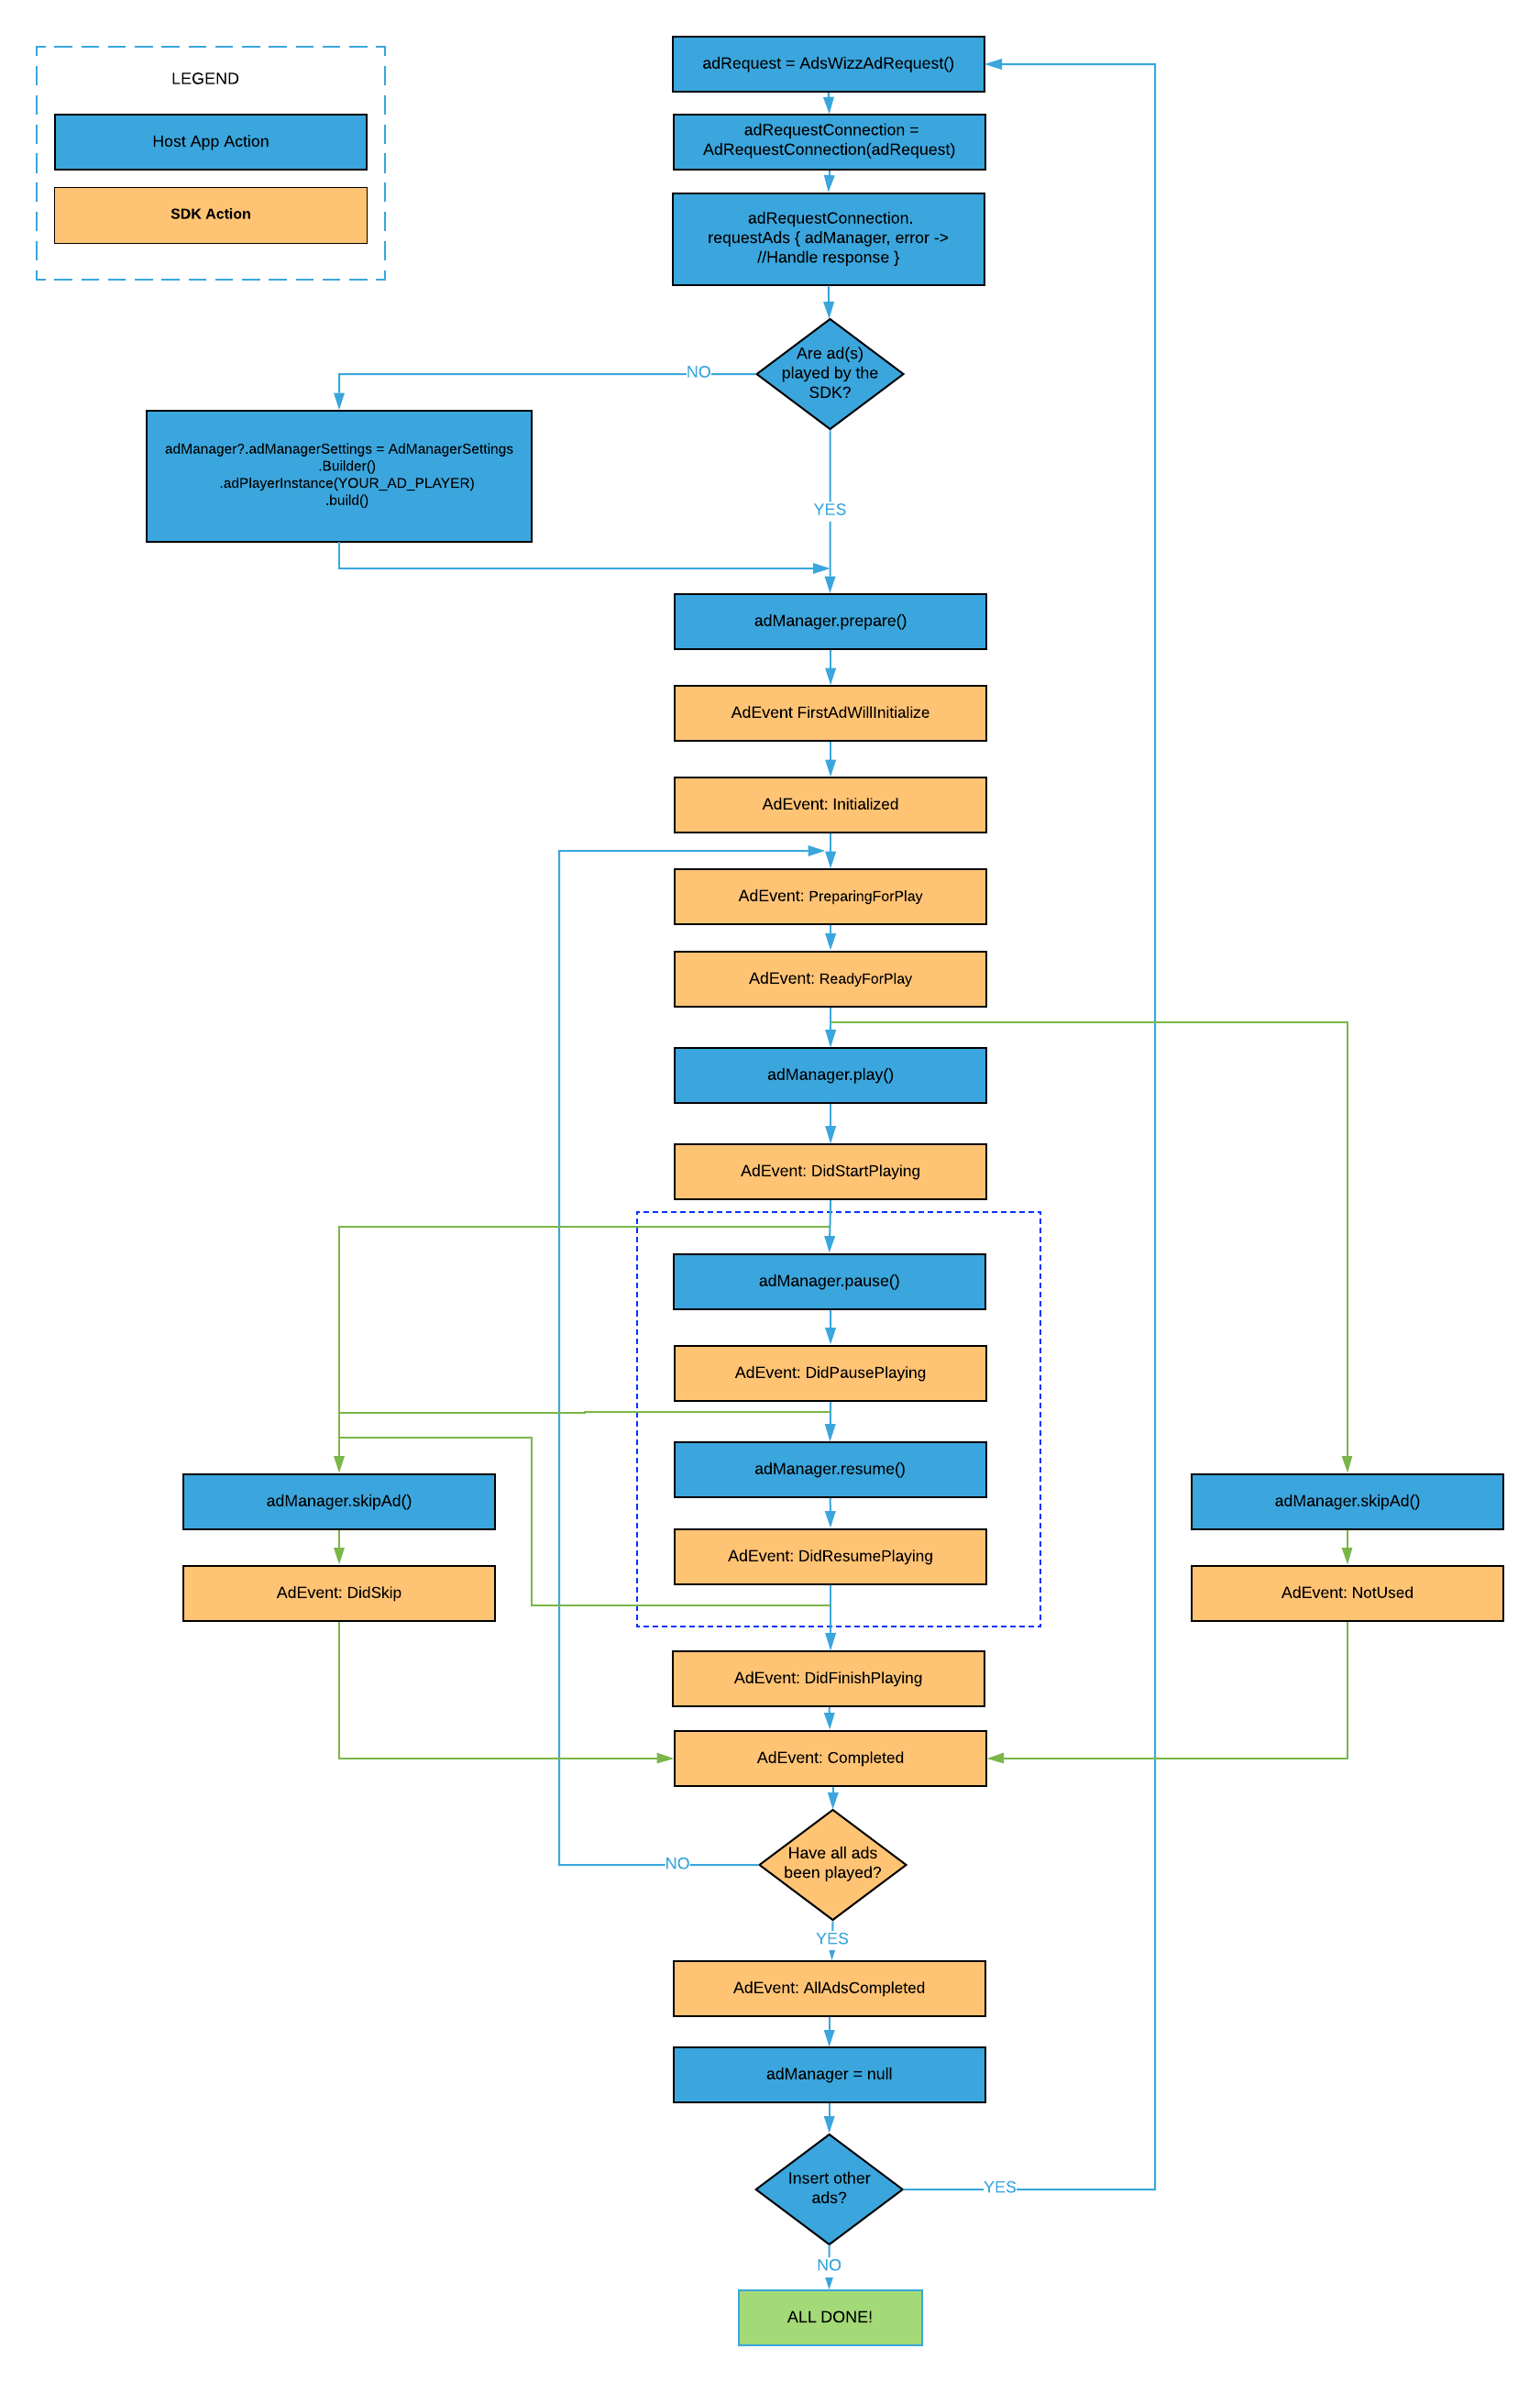 LEGEND
Host App Action
SDK Action
adRequest = AdsWizzAdRequest()
adRequestConnection =
AdRequestConnection(adRequest)
adRequestConnection.
requestAds { adManager, error ->
//Handle response }
Are ad(s)
played by the
SDK?
NO
adManager?.adManagerSettings = AdManagerSettings
.Builder()
.adPlayerInstance(YOUR_AD_PLAYER)
.build()
YES
adManager.prepare()
AdEvent FirstAdWillInitialize
AdEvent: Initialized
AdEvent: PreparingForPlay
AdEvent: ReadyForPlay
adManager.play()
AdEvent: DidStartPlaying
adManager.pause()
AdEvent: DidPausePlaying
adManager.resume()
adManager.skipAd()
adManager.skipAd()
AdEvent: DidResumePlaying
AdEvent: DidSkip
AdEvent: NotUsed
AdEvent: DidFinishPlaying
AdEvent: Completed
Have all ads
been played?
NO
YES
AdEvent: AllAdsCompleted
adManager = null
Insert other
ads?
YES
NO
ALL DONE!